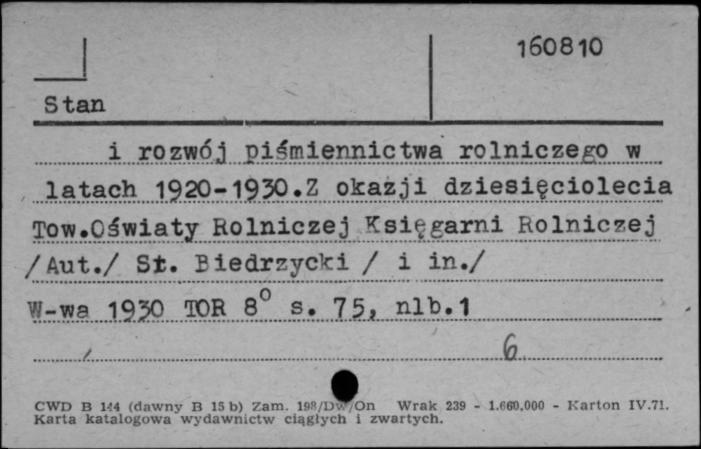 160810
Stan
i rozwój piśmiennictwa rolniczego w
latach 1920-1930.Z okazji dziesięciolecia
Tow.Oświaty Rolniczej Księgarni Rolniczej
/Aut./ St. Biedrzycki / i in./
W-wa 1930 TOR 8° s. 75, nlb.1
6
CWD B 144 (dawny B 15 b) Zam. 198/Dw/On Wrak 239 - 1.660.000 - Karton IV.71.
Karta katalogowa wydawnictw ciągłych i zwartych.